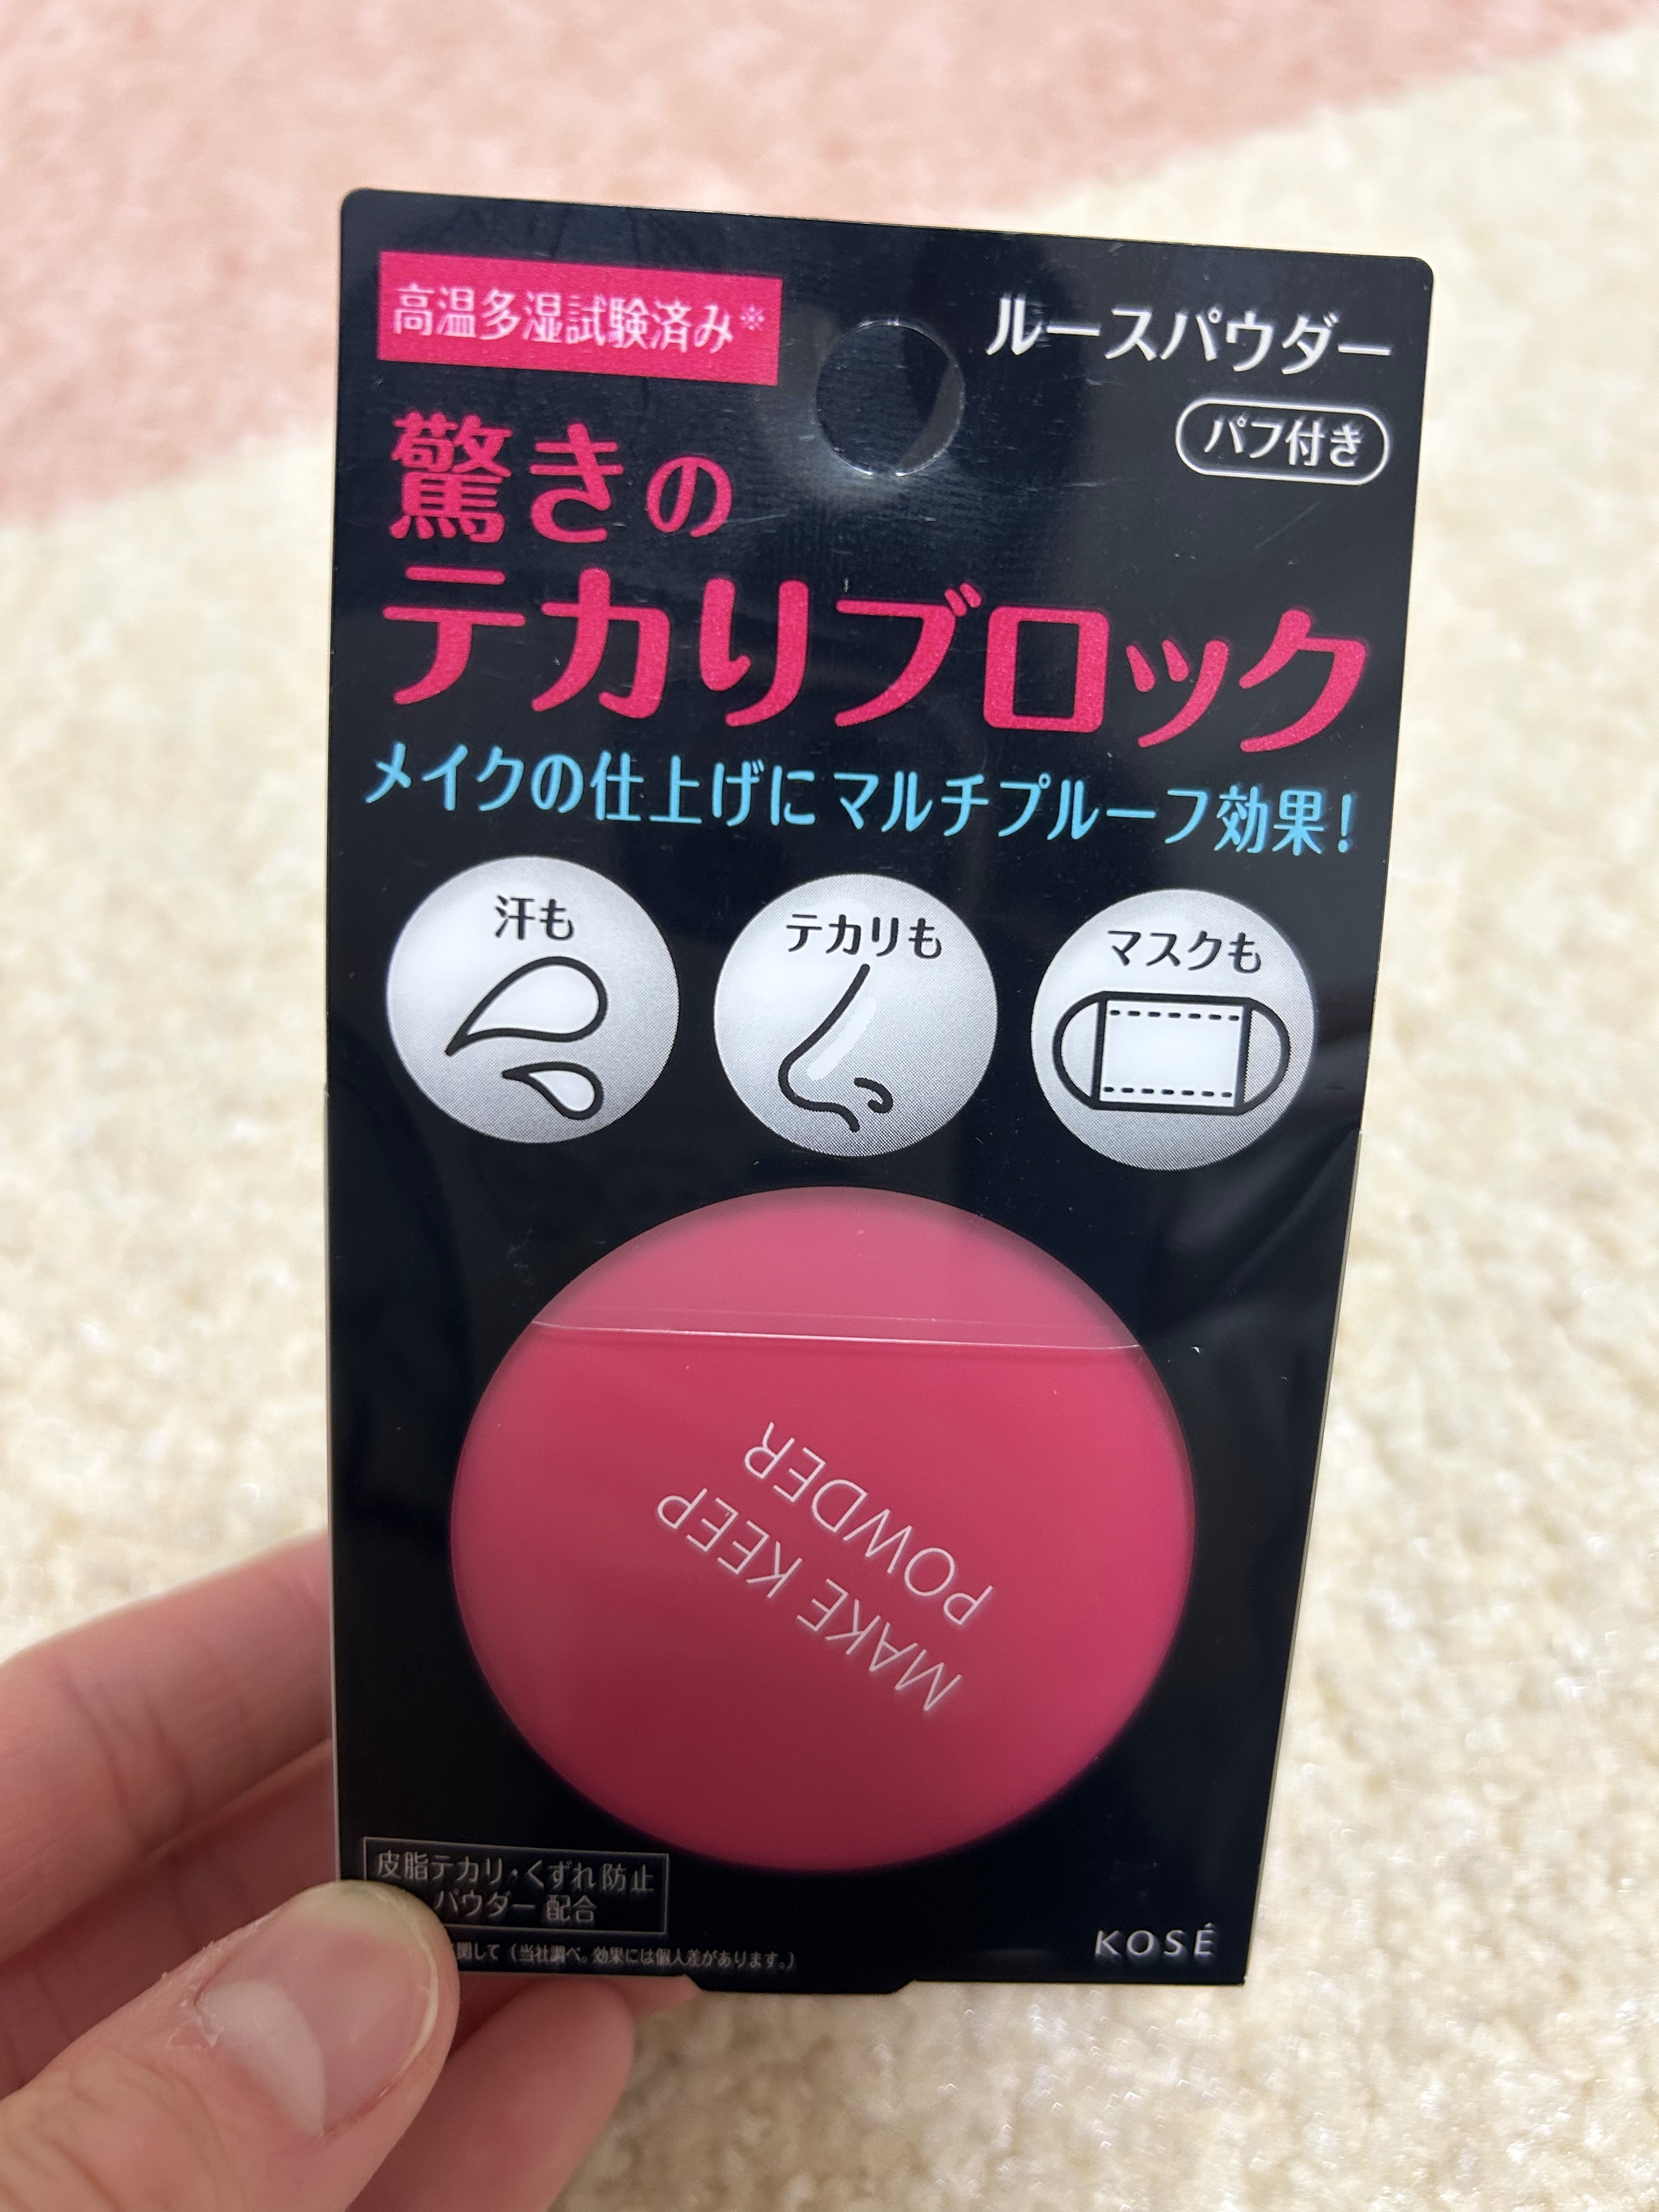 高温多湿試験済み※
ルースパウダー
パフ付き
驚きの
テカリブロック
メイクの仕上げにマルチプルーフ効果!
汗も
テカリも
マスクも
MAKE KEEP
POWDER
皮脂テカリ・くずれ防止
パウダー配合
関して(当社調べ。効果には個人差があります。)
KOSÉ